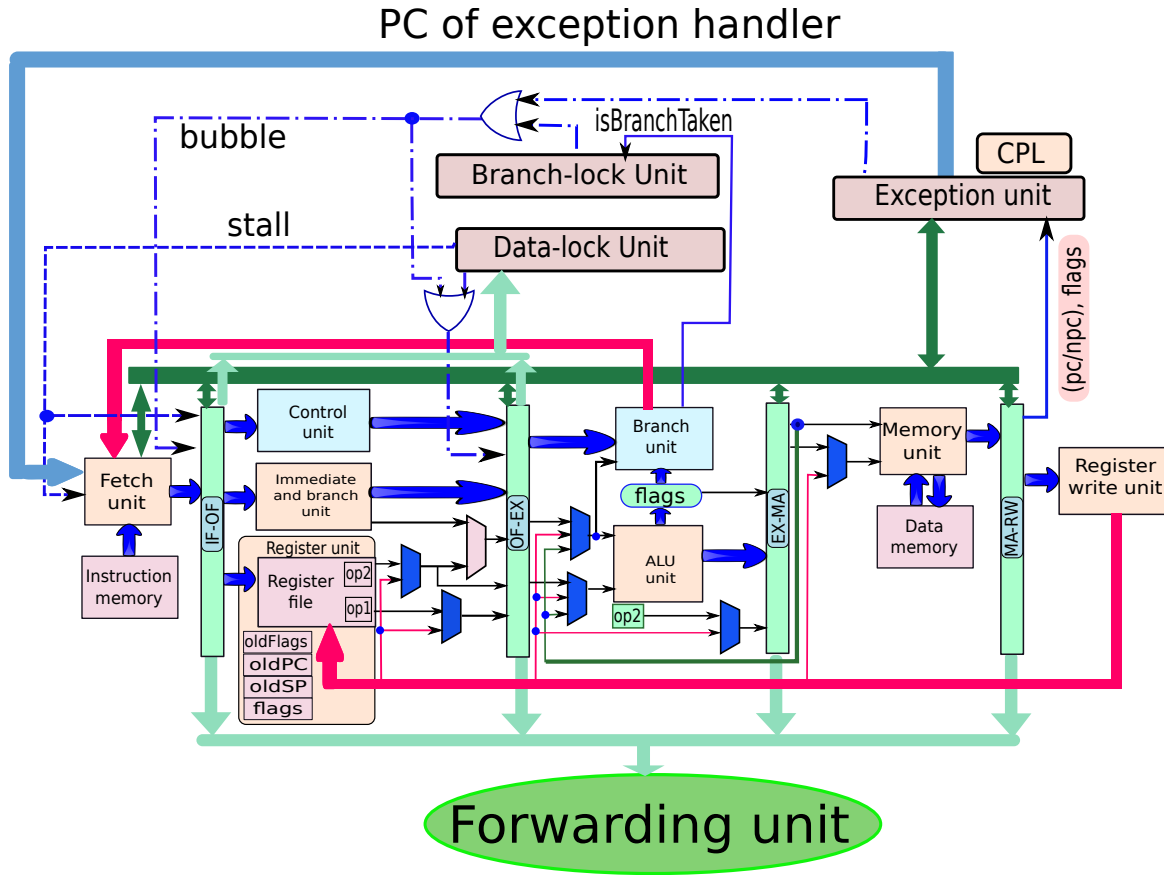 PC of exception handler
isBranchTaken
bubble
CPL
Branch-lock Unit
Exception unit
stall
Data-lock Unit
(pc/npc), flags
Control
unit
Branch
unit
Memory
unit
Fetch
unit
Immediate and branch
unit
flags
Register
write unit
IF-OF
OF-EX
EX-MA
MA-RW
Data
memory
Instruction
memory
Register unit
Register
file
op2
op1
ALU
unit
op2
oldFlags
oldPC
oldSP
flags
Forwarding unit